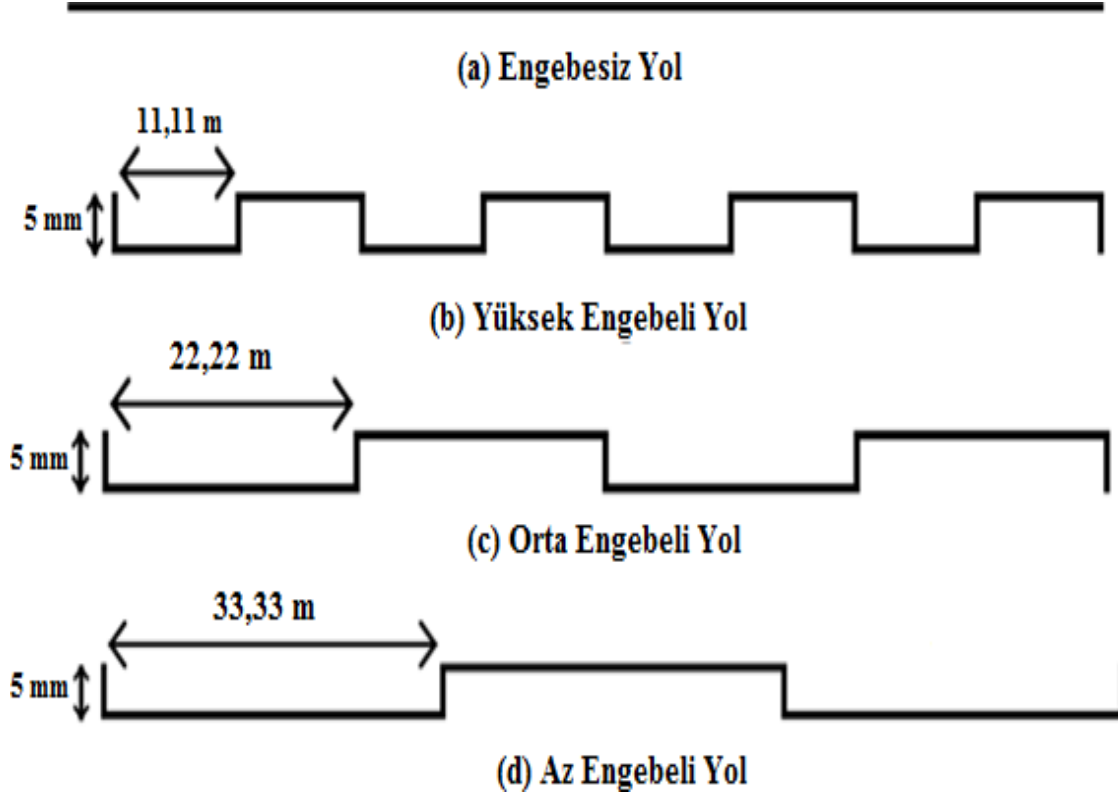 (a) Engebesiz Yol
11,11 m
5 mm
(b) Yüksek Engebeli Yol
22,22 m
5 mm
(c) Orta Engebeli Yol
33,33 m
5 mm
(d) Az Engebeli Yol